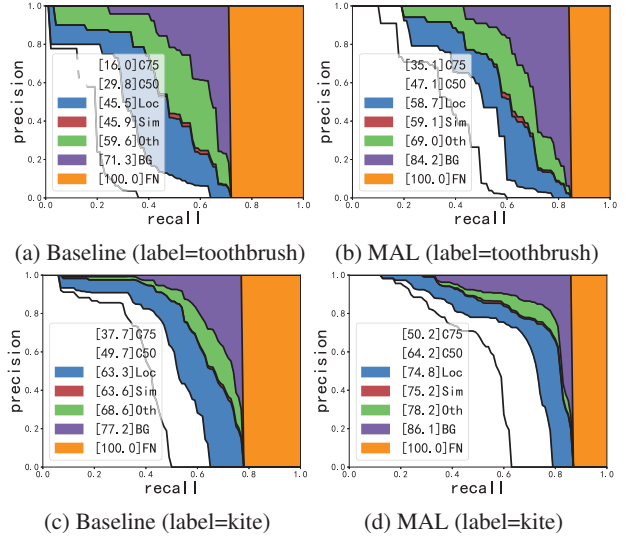 1.0
0.8
0.6
0.4
0.2
0.0
precision
[16.0]C75
[29.8]C50
[45.5]Loc
[45.9]Sim
[59.6]Oth
[71.3]BG
[100.0]FN
0.0 0.2 0.4 0.6 0.8 1.0
recall
(a) Baseline (label=toothbrush)
1.0
0.8
0.6
0.4
0.2
0.0
precision
[35.1]C75
[47.1]C50
[58.7]Loc
[59.1]Sim
[69.0]Oth
[84.2]BG
[100.0]FN
0.0 0.2 0.4 0.6 0.8 1.0
recall
(b) MAL (label=toothbrush)
1.0
0.8
0.6
0.4
0.2
0.0
precision
[37.7]C75
[49.7]C50
[63.3]Loc
[63.6]Sim
[68.6]Oth
[77.2]BG
[100.0]FN
0.0 0.2 0.4 0.6 0.8 1.0
recall
(c) Baseline (label=kite)
1.0
0.8
0.6
0.4
0.2
0.0
precision
[50.2]C75
[64.2]C50
[74.8]Loc
[75.2]Sim
[78.2]Oth
[86.1]BG
[100.0]FN
0.0 0.2 0.4 0.6 0.8 1.0
recall
(d) MAL (label=kite)